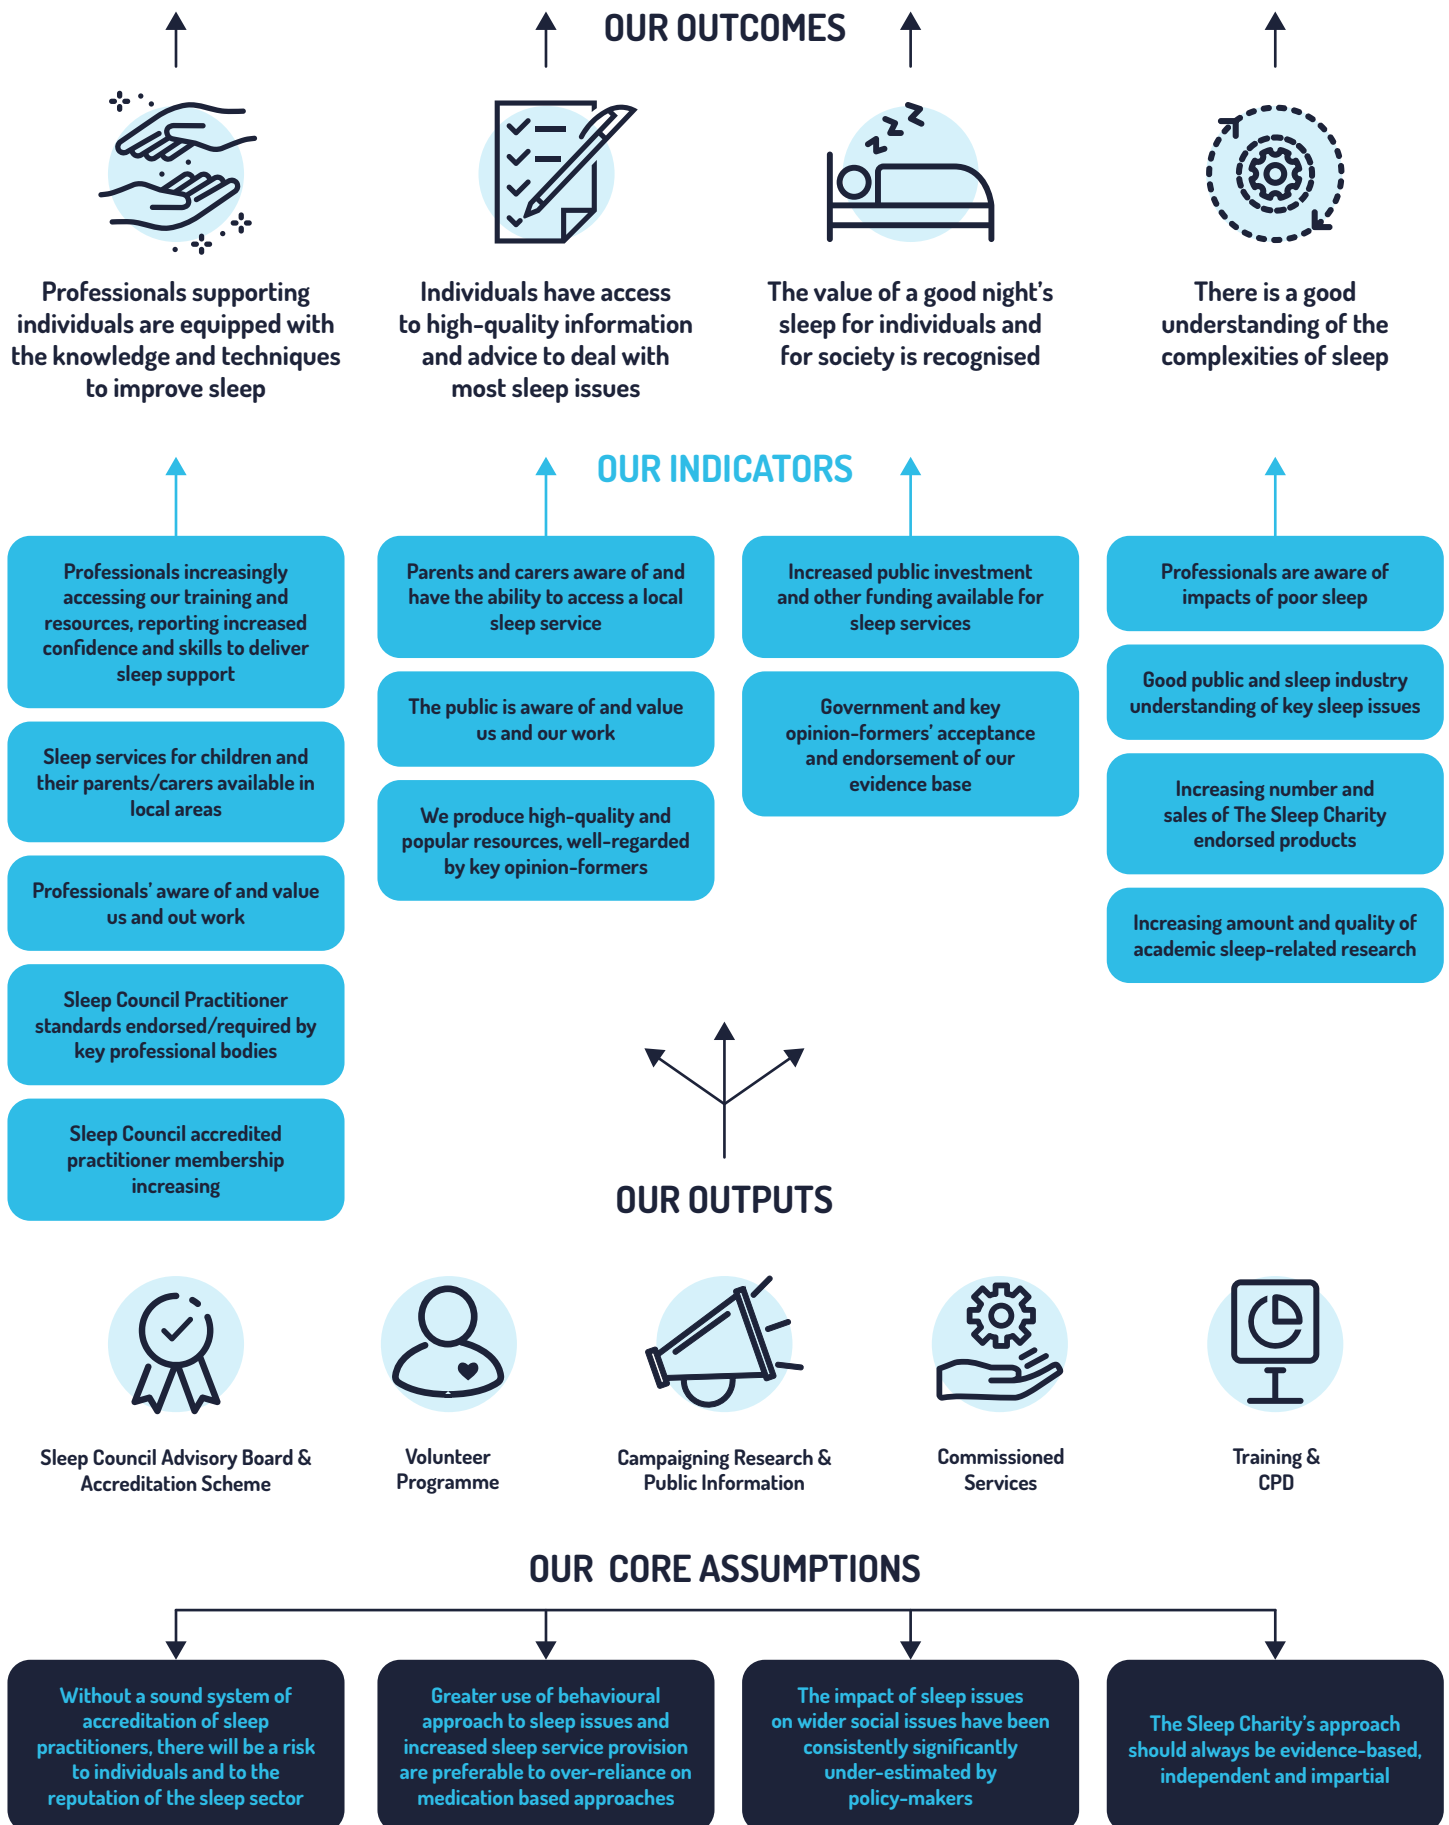 OUR OUTCOMES
Professionals supporting
individuals are equipped with
the knowledge and techniques
to improve sleep
Individuals have access
to high-quality information
and advice to deal with
most sleep issues
The value of a good night's
sleep for individuals and
for society is recognised
There is a good
understanding of the
complexities of sleep
OUR INDICATORS
Professionals increasingly
accessing our training and
resources, reporting increased
confidence and skills to deliver
sleep support
Sleep services for children and
their parents/carers available in
local areas
Professionals' aware of and value
us and out work
Sleep Council Practitioner
standards endorsed/required by
key professional bodies
Sleep Council accredited
practitioner membership
increasing
Parents and carers aware of and
have the ability to access a local
sleep service
The public is aware of and value
us and our work
We produce high-quality and
popular resources, well-regarded
by key opinion-formers
Increased public investment
and other funding available for
sleep services
Government and key
opinion-formers' acceptance
and endorsement of our
evidence base
Professionals are aware of
impacts of poor sleep
Good public and sleep industry
understanding of key sleep issues
Increasing number and
sales of The Sleep Charity
endorsed products
Increasing amount and quality of
academic sleep-related research
OUR OUTPUTS
Sleep Council Advisory Board &
Accreditation Scheme
Volunteer
Programme
Campaigning Research &
Public Information
Commissioned
Services
Training &
CPD
OUR CORE ASSUMPTIONS
Without a sound system of
accreditation of sleep
practitioners, there will be a risk
to individuals and to the
reputation of the sleep sector
Greater use of behavioural
approach to sleep issues and
increased sleep service provision
are preferable to over-reliance on
medication based approaches
The impact of sleep issues
on wider social issues have been
consistently significantly
under-estimated by
policy-makers
The Sleep Charity's approach
should always be evidence-based,
independent and impartial